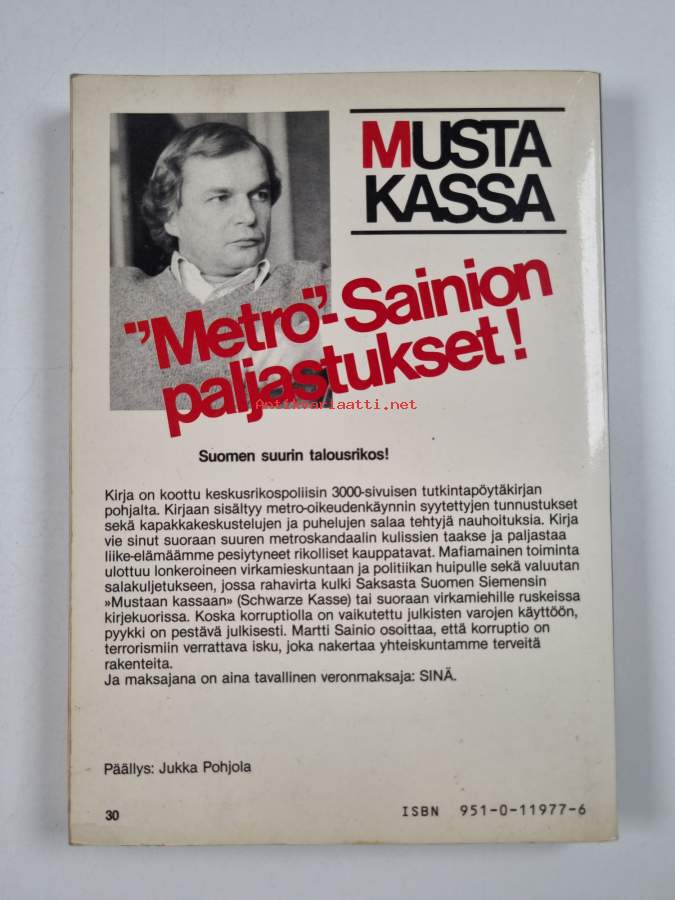 MUSTA
KASSA
"Metro"-Sainion
paljastukset!
Antikvariaatti.net
Suomen suurin talousrikos!
Kirja on koottu keskusrikospoliisin 3000-sivuisen tutkintapöytäkirjan
pohjalta. Kirjaan sisältyy metro-oikeudenkäynnin syytettyjen tunnustukset
sekä kapakkakeskustelujen ja puhelujen salaa tehtyjä nauhoituksia. Kirja
vie sinut suoraan suuren metroskandaalin kulissien taakse ja paljastaa
liike-elämäämme pesiytyneet rikolliset kauppatavat. Mafiamainen toiminta
ulottuu lonkeroineen virkamieskuntaan ja politiikan huipulle sekä valuutan
salakuljetukseen, jossa rahavirta kulki Saksasta Suomen Siemensin
»Mustaan kassaan» (Schwarze Kasse) tai suoraan virkamiehille ruskeissa
kirjekuorissa. Koska korruptiolla on vaikutettu julkisten varojen käyttöön,
pyykki on pestävä julkisesti. Martti Sainio osoittaa, että korruptio on
terrorismiin verrattava isku, joka nakertaa yhteiskuntamme terveitä
rakenteita.
Ja maksajana on aina tavallinen veronmaksaja: SINÄ.
Päällys: Jukka Pohjola
30
ISBN 951-0-11977-6